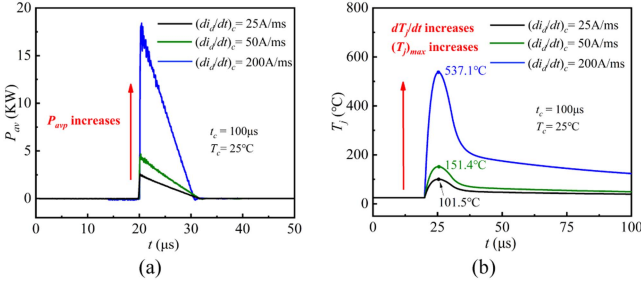 (a)
P_av (KW)
20
15
10
5
0
0 10 20 30 40 50
t (μs)
(di_d/dt)_c= 25A/ms
(di_d/dt)_c= 50A/ms
(di_d/dt)_c= 200A/ms
P_avp increases
t_c = 100μs
T_c = 25℃
(a)
T_j (℃)
800
600
400
200
0
0 25 50 75 100
t (μs)
dT_j/dt increases
(T_j)_max increases
(di_d/dt)_c = 25A/ms
(di_d/dt)_c = 50A/ms
(di_d/dt)_c = 200A/ms
537.1℃
t_c = 100μs
T_c= 25℃
151.4℃
101.5℃
(b)
(b)